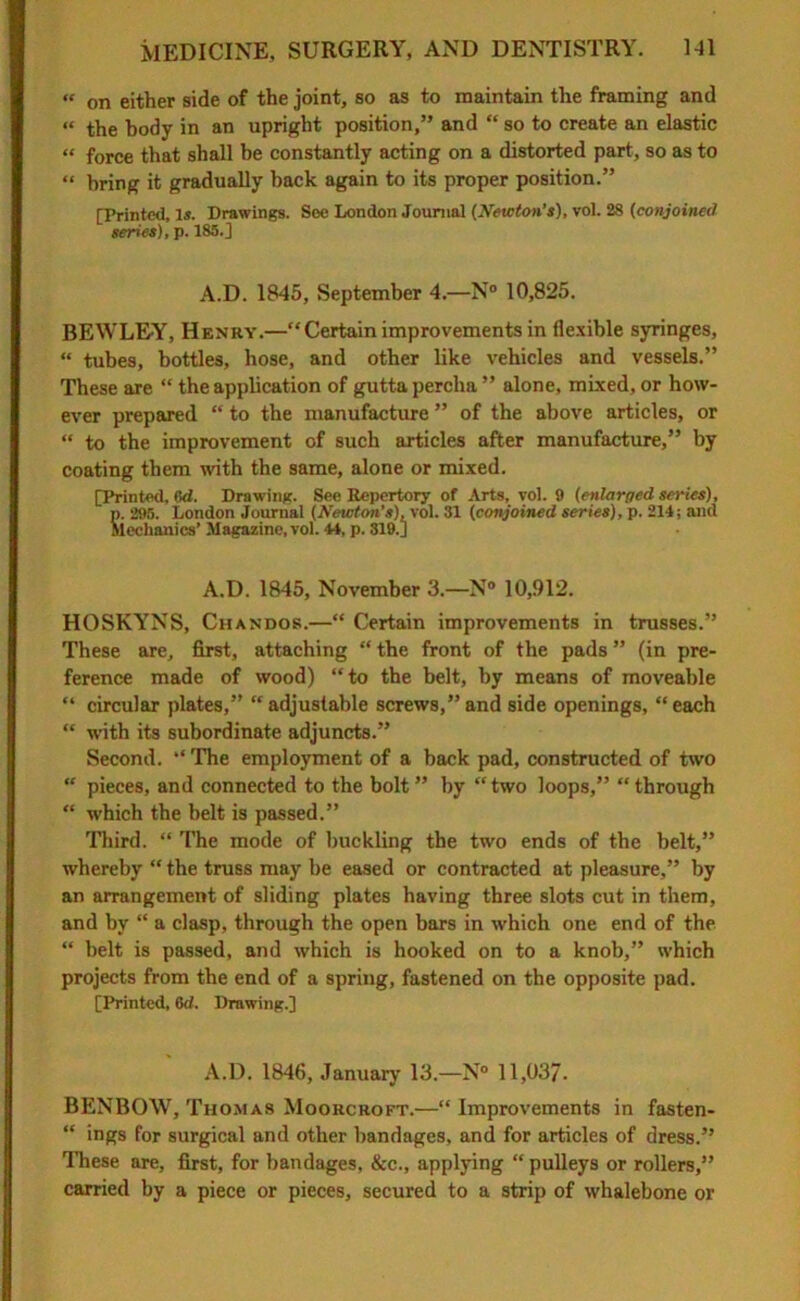 MEDICINE, SURGERY, AND DENTISTRY. 141
“ on either side of the joint, so as to maintain the framing and
“ the body in an upright position,” and “ so to create an elastic
“ force that shall be constantly acting on a distorted part, so as to
“ bring it gradually back again to its proper position.”
[Printed, 1s. Drawings. See London Journal (Newton's), vol. 28 (conjoined
series), p. 185.]
A.D. 1845, September 4.—N° 10,825.
BEWLEY, Henry.—“Certain improvements in flexible syringes,
“ tubes, bottles, hose, and other like vehicles and vessels.”
These are “ the application of gutta percha ” alone, mixed, or how-
ever prepared “ to the manufacture ” of the above articles, or
“ to the improvement of such articles after manufacture,” by
coating them with the same, alone or mixed.
[Printed, 6d. Drawing. See Repertory of Arts, vol. 9 (enlarged series),
p. 295. London Journal (Newton's), vol. 31 (conjoined series), p. 214; and
Mechanics' Magazine, vol. 44, p. 319.]
A.D. 1845, November 3.—N° 10,912.
HOSKYNS, Chandos.—“ Certain improvements in trusses.”
These are, first, attaching “ the front of the pads ” (in pre-
ference made of wood) “ to the belt, by means of moveable
“ circular plates,” “ adjustable screws,” and side openings, “ each
“ with its subordinate adjuncts.”
Second. “ The employment of a back pad, constructed of two
“ pieces, and connected to the bolt ” by “ two loops,” “ through
“ which the belt is passed.”
Third. “ The mode of buckling the two ends of the belt,”
whereby “ the truss may be eased or contracted at pleasure,” by
an arrangement of sliding plates having three slots cut in them,
and by “ a clasp, through the open bars in which one end of the
“ belt is passed, and which is hooked on to a knob,” which
projects from the end of a spring, fastened on the opposite pad.
[Printed, 6d. Drawing.]
A.D. 1846, January 13.—N° 11,037.
BENBOW, Thomas Moorcroft.—“ Improvements in fasten-
“ ings for surgical and other bandages, and for articles of dress.”
These are, first, for bandages, &c., applying “ pulleys or rollers,”
carried by a piece or pieces, secured to a strip of whalebone or